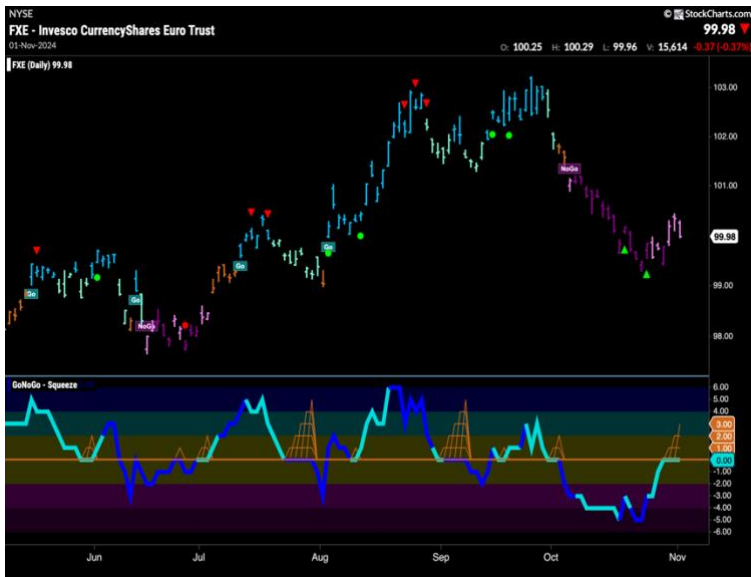 NYSE
© StockCharts.com
FXE - Invesco CurrencyShares Euro Trust
99.98
01-Nov-2024
O: 100.25 H: 100.29 L: 99.96 V: 15,614 -0.37 (-0.37%)
FXE (Daily) 99.98
103.00
102.00
101.00
NoGo
99.98
Go
Go
Go
Go
99.00
NoGo
98.00
GoNoGo - Squeeze
6.00
5.00
4.00
3.00
2.00
1.00
0.00
-1.00
-2.00
-3.00
-4.00
-5.00
-6.00
Jun Jul Aug Sep Oct Nov